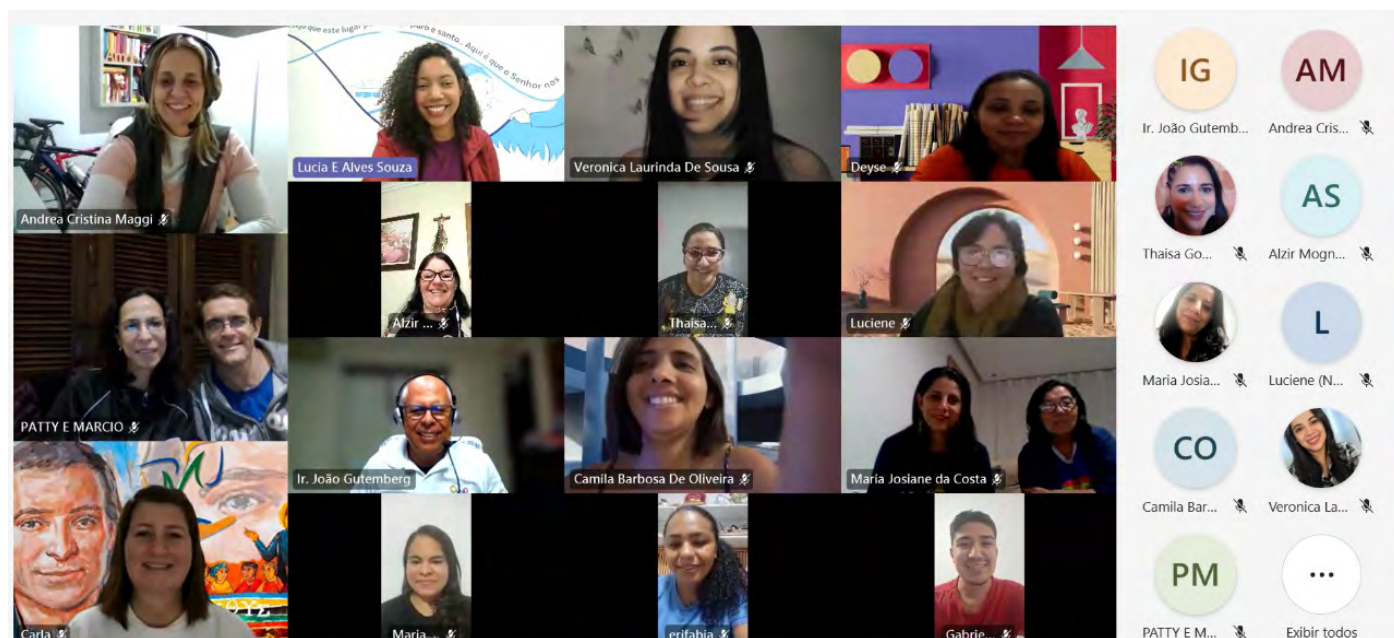 que este lugar
puro e santo. Aqui é que o Senhor nos
Andrea Cristina Maggi
Lucia E Alves Souza
Veronica Laurinda De Sousa
Deyse
Alzir ...
Thaisa...
Luciene
PATTY E MARCIO
Ir. João Gutemberg
Camila Barbosa De Oliveira
Maria Josiane da Costa
Carla
Maria...
erifabia
Gabrie...
IG
Ir. João Gutemb...
AM
Andrea Cris...
Thaisa Go...
AS
Alzir Mogn...
Maria Josia...
L
Luciene (N...
CO
Camila Bar...
Veronica La...
PM
PATTY E M...
...
Exibir todos